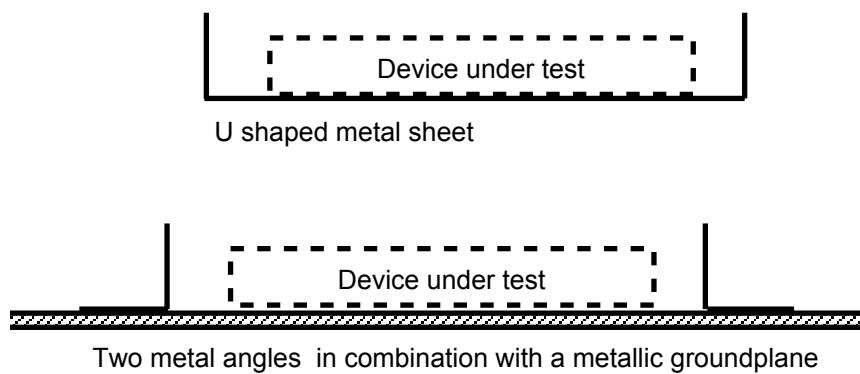 Device under test
U shaped metal sheet
Device under test
Two metal angles in combination with a metallic groundplane